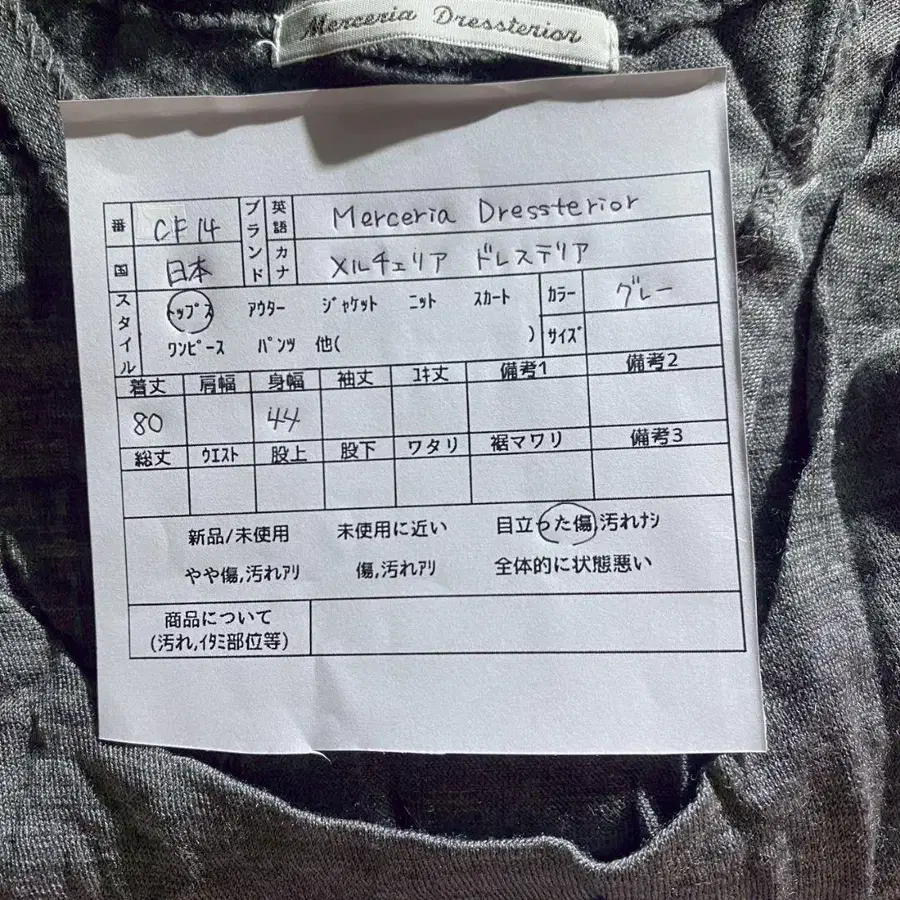 Merceria Dressterior
番 CF14 ブランド 英語 Merceria Dressterior
国 日本 カナ メルチェリア ドレステリア
スタイル トップス アウター ジャケット ニット スカート カラー グレー
ワンピース パンツ 他( ) サイズ
着丈 肩幅 身幅 袖丈 ユキ丈 備考1 備考2
80 44
総丈 ウエスト 股上 股下 ワタリ 裾マワリ 備考3
新品/未使用 未使用に近い 目立った傷,汚れナシ
やや傷,汚れアリ 傷,汚れアリ 全体的に状態悪い
商品について
(汚れ,イタミ部位等)